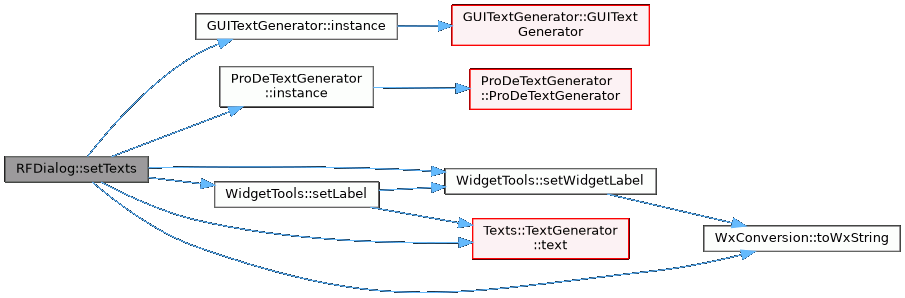 GUITextGenerator::instance
GUITextGenerator::GUIText
Generator
ProDeTextGenerator
::instance
ProDeTextGenerator
::ProDeTextGenerator
RFDialog::setTexts
WidgetTools::setLabel
WidgetTools::setWidgetLabel
Texts::TextGenerator
::text
WxConversion::toWxString